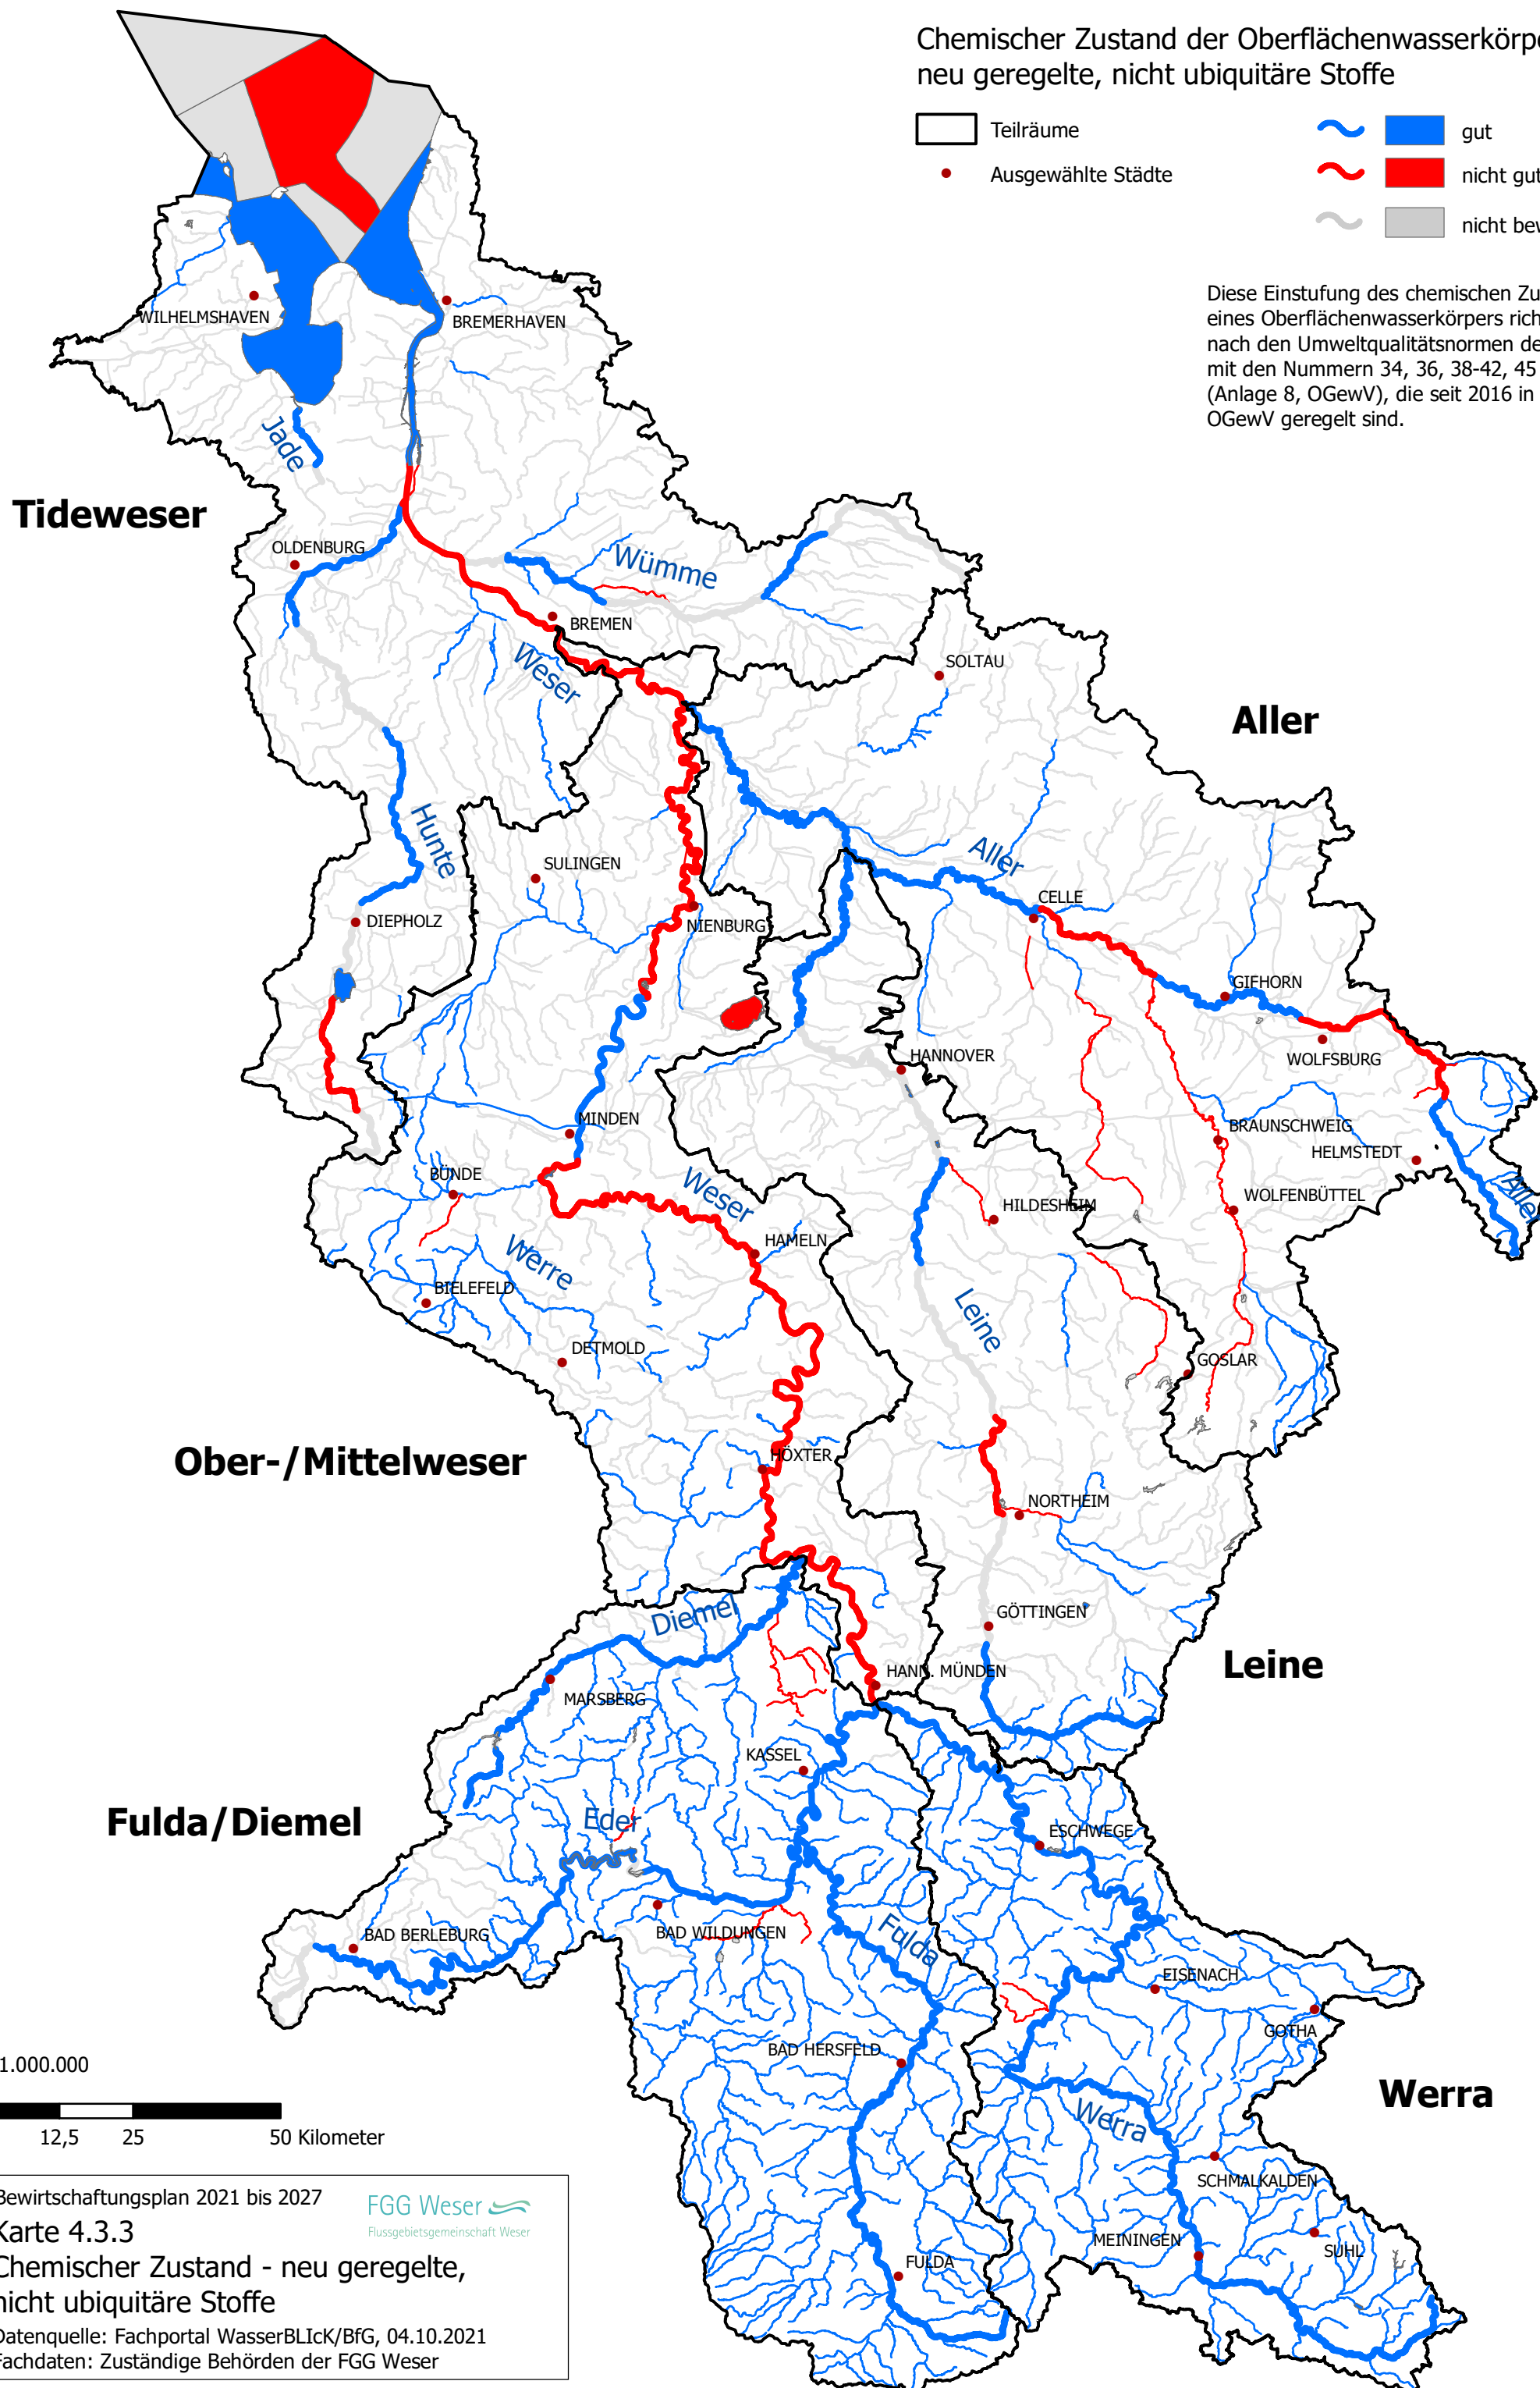 Chemischer Zustand der Oberflächenwasserkörpe
neu geregelte, nicht ubiquitäre Stoffe
Teilräume
Ausgewählte Städte
gut
nicht gut
nicht bew
Diese Einstufung des chemischen Zu
eines Oberflächenwasserkörpers rich
nach den Umweltqualitätsnormen de
mit den Nummern 34, 36, 38-42, 45
(Anlage 8, OGewV), die seit 2016 in
OGewV geregelt sind.
WILHELMSHAVEN
BREMERHAVEN
Jade
Tideweser
OLDENBURG
Wümme
BREMEN
Weser
SOLTAU
Aller
Hunte
SULINGEN
Aller
CELLE
DIEPHOLZ
NIENBURG
GIFHORN
WOLFSBURG
HANNOVER
MINDEN
BRAUNSCHWEIG
HELMSTEDT
BÜNDE
Weser
WOLFENBÜTTEL
Aller
HILDESHEIM
HAMELN
Werre
BIELEFELD
Leine
DETMOLD
GOSLAR
Ober-/Mittelweser
HÖXTER
NORTHEIM
Diemel
GÖTTINGEN
Leine
HANN. MÜNDEN
MARSBERG
KASSEL
Fulda/Diemel
Eder
ESCHWEGE
BAD BERLEBURG
BAD WILDUNGEN
Fulda
EISENACH
GOTHA
BAD HERSFELD
Werra
Werra
SCHMALKALDEN
MEININGEN
SUHL
FULDA
1.000.000
12,5 25 50 Kilometer
Bewirtschaftungsplan 2021 bis 2027
FGG Weser
Flussgebietsgemeinschaft Weser
Karte 4.3.3
Chemischer Zustand - neu geregelte,
nicht ubiquitäre Stoffe
Datenquelle: Fachportal WasserBLIcK/BfG, 04.10.2021
Fachdaten: Zuständige Behörden der FGG Weser